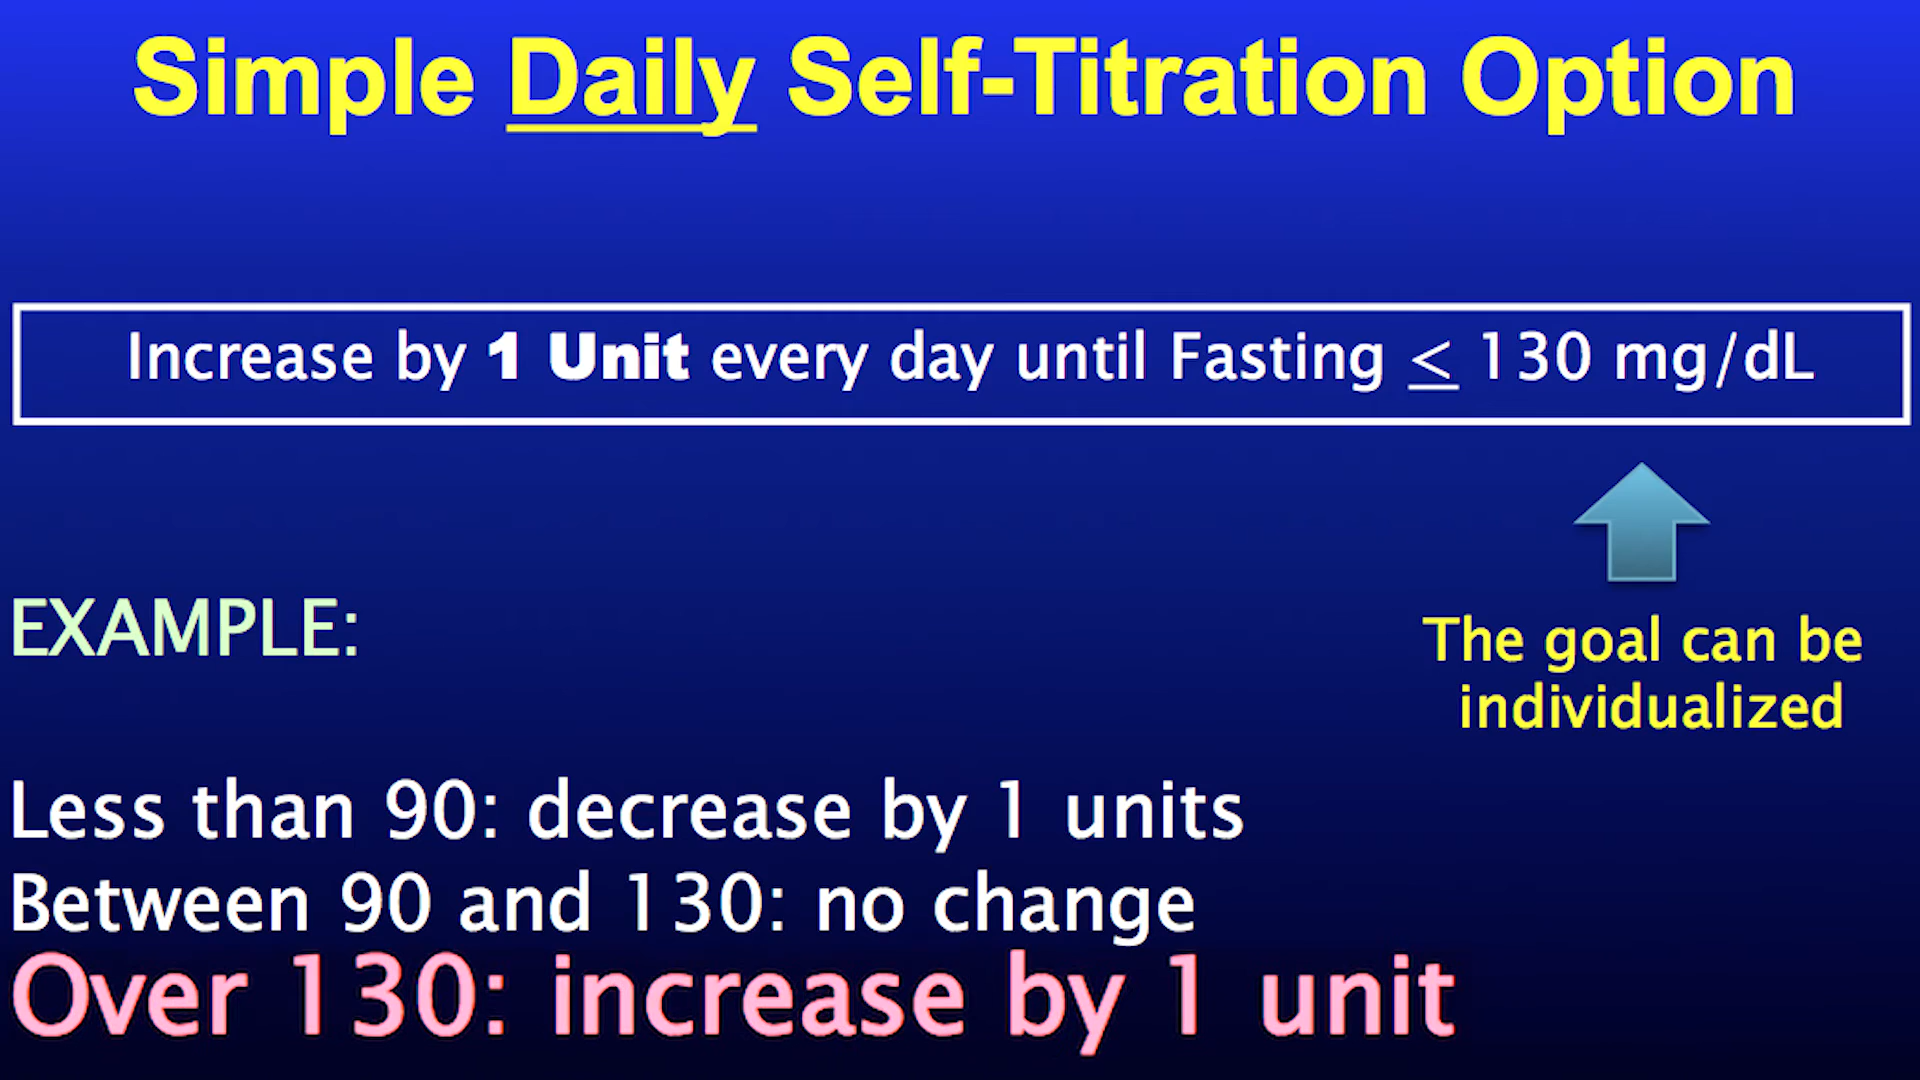 Simple Daily Self-Titration Option
Increase by 1 Unit every day until Fasting ≤ 130 mg/dL
EXAMPLE:
The goal can be
individualized
Less than 90: decrease by 1 units
Between 90 and 130: no change
Over 130: increase by 1 unit